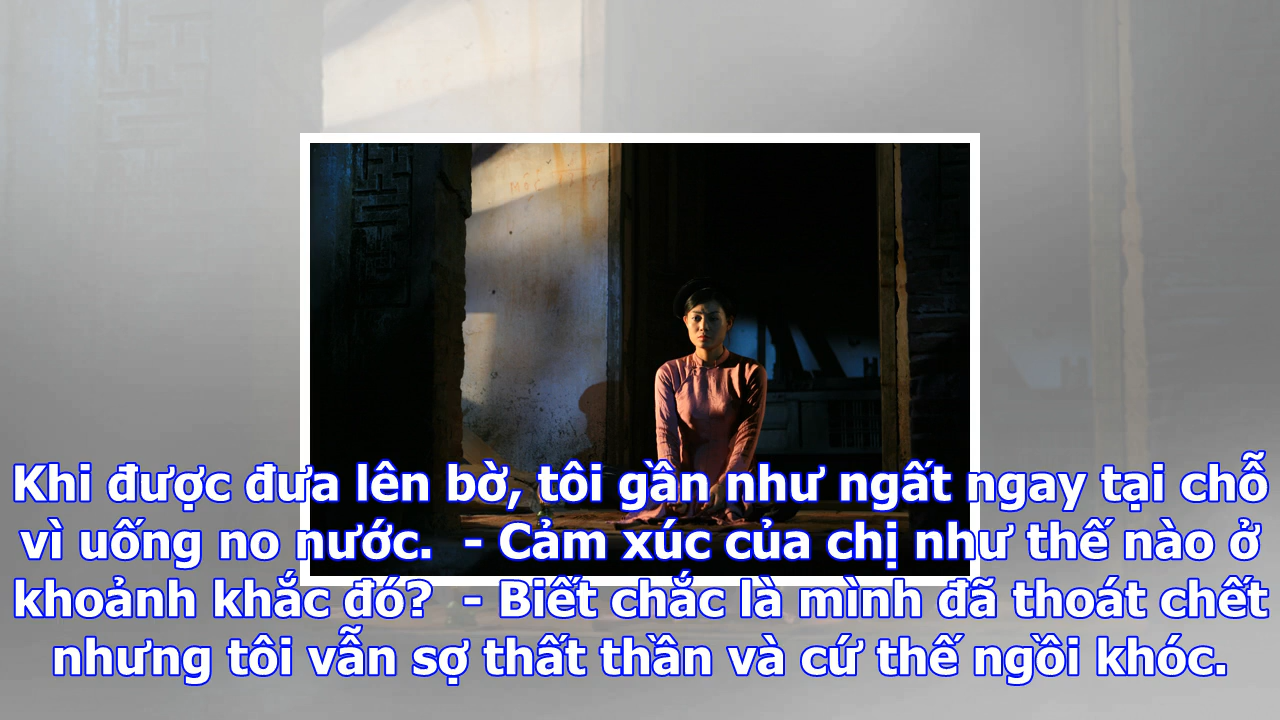 Khi được đưa lên bờ, tôi gần như ngất ngay tại chỗ
vì uống no nước.  - Cảm xúc của chị như thế nào ở
khoảnh khắc đó?  - Biết chắc là mình đã thoát chết
nhưng tôi vẫn sợ thất thần và cứ thế ngồi khóc.